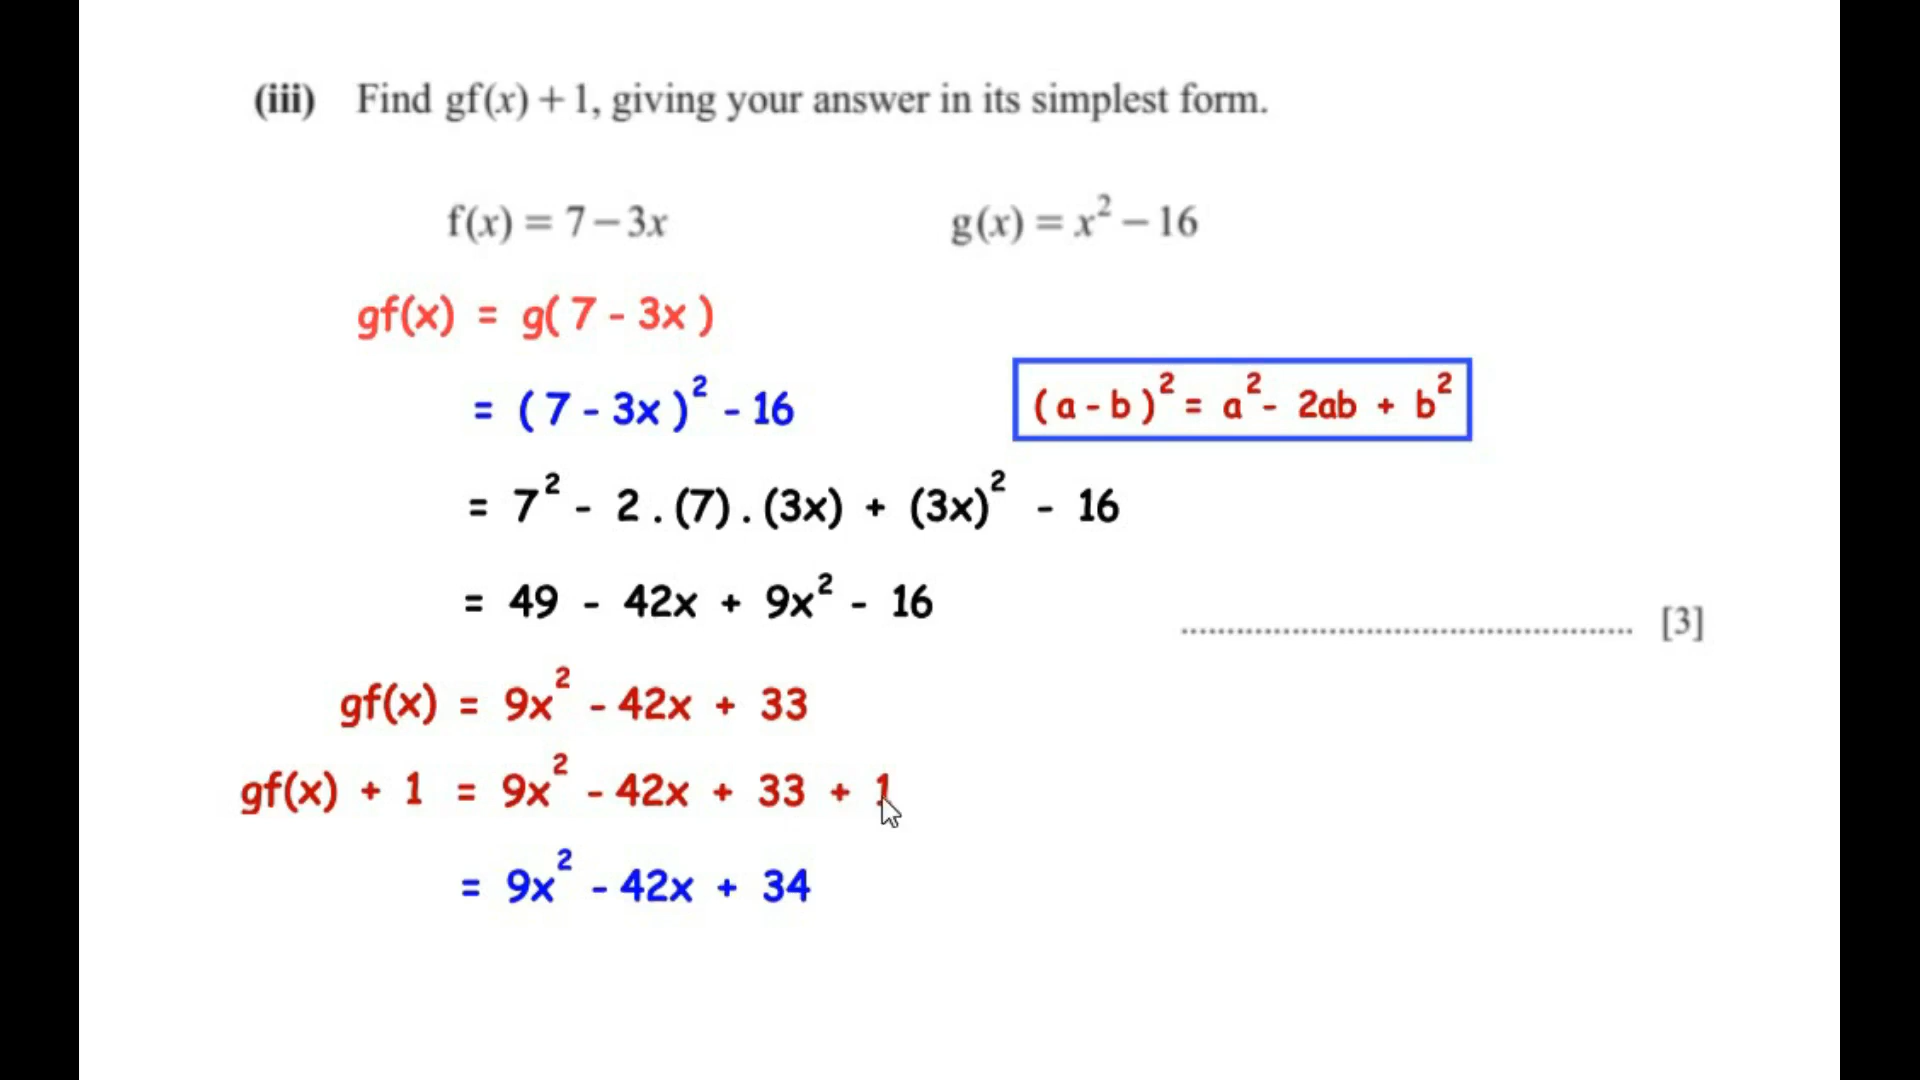 (iii) Find gf(x) + 1, giving your answer in its simplest form.
f(x) = 7 − 3x g(x) = x² − 16
gf(x) = g( 7 - 3x )
= ( 7 - 3x )² - 16
( a - b )² = a² - 2ab + b²
= 7² - 2 . (7) . (3x) + (3x)² - 16
= 49 - 42x + 9x² - 16
................................................ [3]
gf(x) = 9x² - 42x + 33
gf(x) + 1 = 9x² - 42x + 33 + 1
= 9x² - 42x + 34